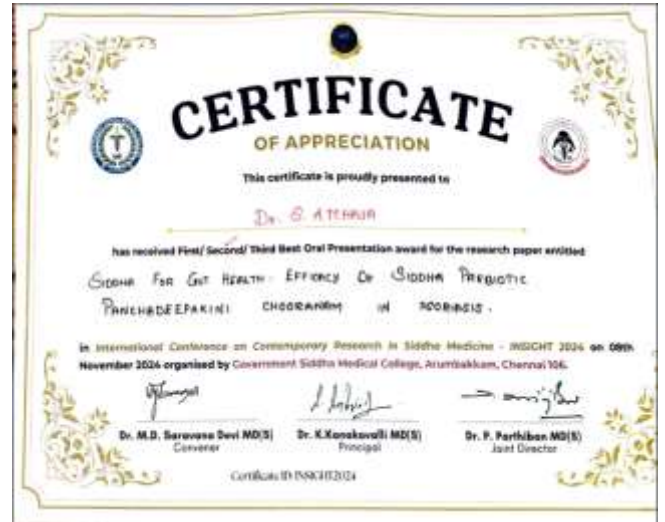 CERTIFICATE
OF APPRECIATION
This certificate is proudly presented to
Dr. G. ATCHAYA
has received First/ Second/ Third Best Oral Presentation award for the research paper entitled
SIDDHA FOR GUT HEALTH: EFFICACY OF SIDDHA PREBIOTIC
PANCHADEEPAKINI CHOORANAM IN PSORIASIS.
in International Conference on Contemporary Research in Siddha Medicine - INSIGHT 2024 on 08th
November 2024 organised by Government Siddha Medical College, Arumbakkam, Chennai 106.
Dr. M.D. Saravana Devi MD(S)
Convener
Dr. K.Kanakavalli MD(S)
Principal
Dr. P. Parthiban MD(S)
Joint Director
Certificate ID INSIGHT2024